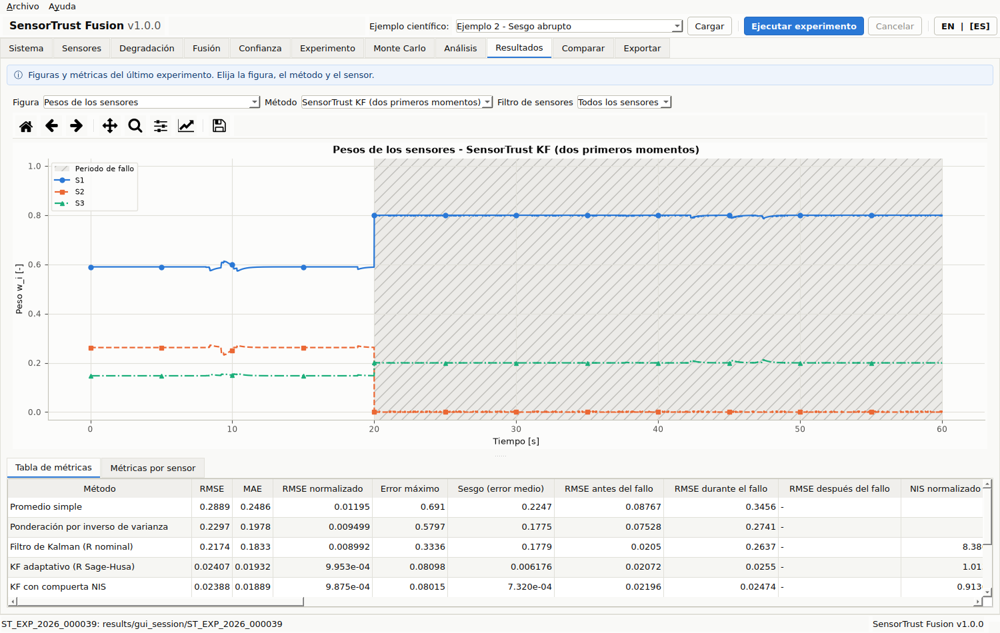 Archivo Ayuda
SensorTrust Fusion v1.0.0 Ejemplo científico: Ejemplo 2 - Sesgo abrupto Cargar Ejecutar experimento Cancelar EN | [ES]
Sistema Sensores Degradación Fusión Confianza Experimento Monte Carlo Análisis Resultados Comparar Exportar
ⓘ Figuras y métricas del último experimento. Elija la figura, el método y el sensor.
Figura Pesos de los sensores Método SensorTrust KF (dos primeros momentos) Filtro de sensores Todos los sensores
Pesos de los sensores - SensorTrust KF (dos primeros momentos)
Periodo de fallo
S1
S2
S3
Peso w_i [-]
1.0
0.8
0.6
0.4
0.2
0.0
0 10 20 30 40 50 60
Tiempo [s]
Tabla de métricas Métricas por sensor
Método RMSE MAE RMSE normalizado Error máximo Sesgo (error medio) RMSE antes del fallo RMSE durante el fallo RMSE después del fallo NIS normalizado
Promedio simple 0.2889 0.2486 0.01195 0.691 0.2247 0.08767 0.3456 -
Ponderación por inverso de varianza 0.2297 0.1978 0.009499 0.5797 0.1775 0.07528 0.2741 -
Filtro de Kalman (R nominal) 0.2174 0.1833 0.008992 0.3336 0.1779 0.0205 0.2637 - 8.38
KF adaptativo (R Sage-Husa) 0.02407 0.01932 9.953e-04 0.08098 0.006176 0.02072 0.0255 - 1.01
KF con compuerta NIS 0.02388 0.01889 9.875e-04 0.08015 7.320e-04 0.02196 0.02474 - 0.913
ST_EXP_2026_000039: results/gui_session/ST_EXP_2026_000039 SensorTrust Fusion v1.0.0